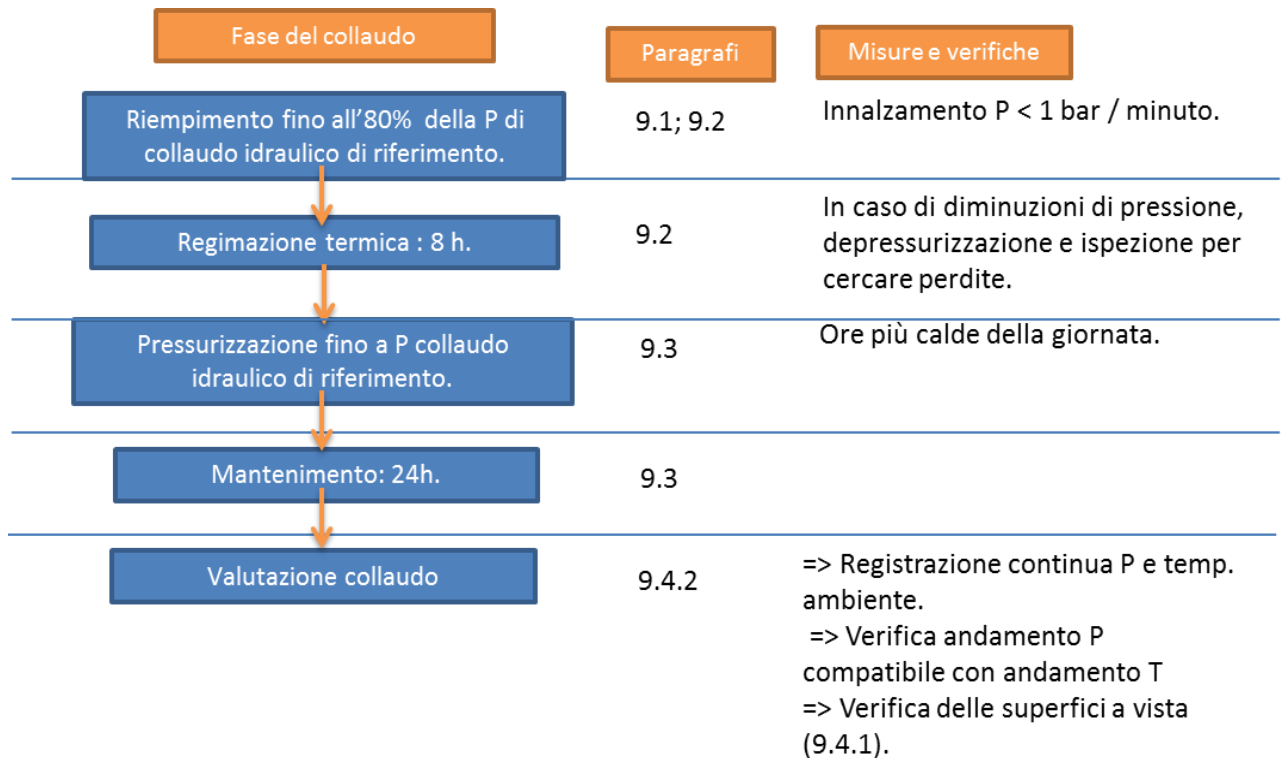 Fase del collaudo
Paragrafi
Misure e verifiche
Riempimento fino all’80% della P di
collaudo idraulico di riferimento.
9.1; 9.2
Innalzamento P < 1 bar / minuto.
Regimazione termica : 8 h.
9.2
In caso di diminuzioni di pressione,
depressurizzazione e ispezione per
cercare perdite.
Pressurizzazione fino a P collaudo
idraulico di riferimento.
9.3
Ore più calde della giornata.
Mantenimento: 24h.
9.3
Valutazione collaudo
9.4.2
=> Registrazione continua P e temp.
ambiente.
=> Verifica andamento P
compatibile con andamento T
=> Verifica delle superfici a vista
(9.4.1).